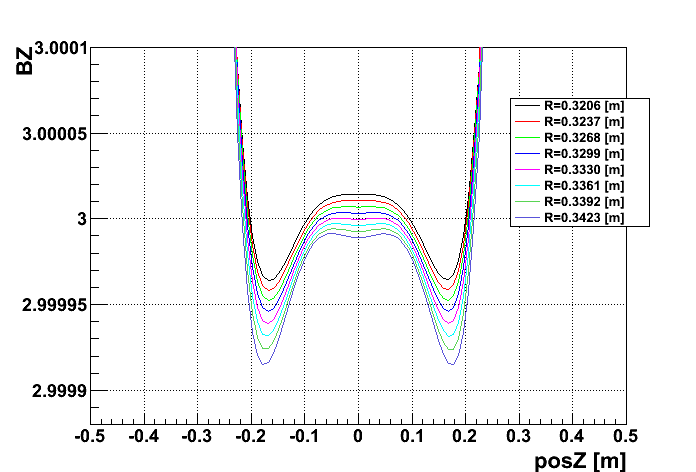 BZ
3.0001
3.00005
3
2.99995
2.9999
R=0.3206 [m]
R=0.3237 [m]
R=0.3268 [m]
R=0.3299 [m]
R=0.3330 [m]
R=0.3361 [m]
R=0.3392 [m]
R=0.3423 [m]
-0.5 -0.4 -0.3 -0.2 -0.1 0 0.1 0.2 0.3 0.4 0.5
posZ [m]